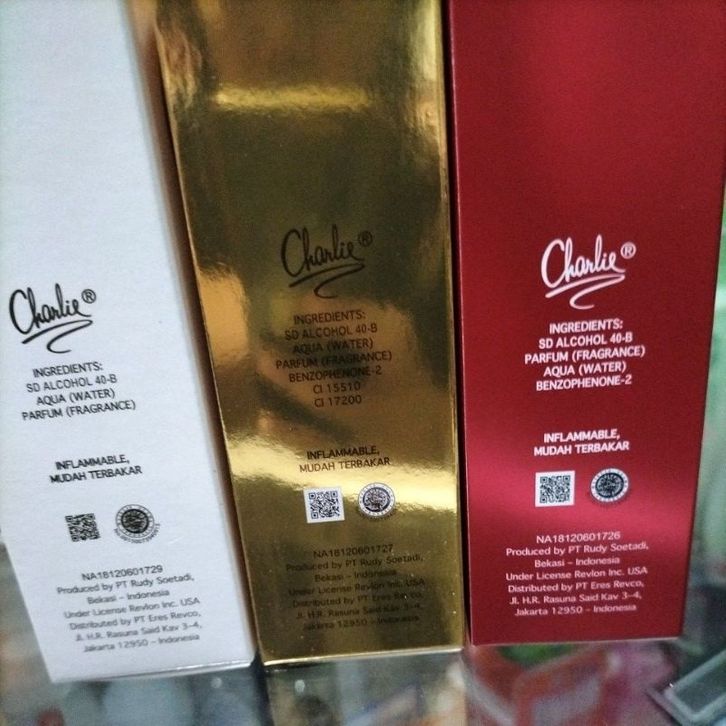 Charlie®
INGREDIENTS:
SD ALCOHOL 40-B
AQUA (WATER)
PARFUM (FRAGRANCE)
INFLAMMABLE,
MUDAH TERBAKAR
NA18120601729
Produced by PT Rudy Soetadi,
Bekasi – Indonesia
Under License Revlon Inc. USA
Distributed by PT Eres Revco,
Jl. H.R. Rasuna Said Kav 3-4,
Jakarta 12950 – Indonesia
Charlie®
INGREDIENTS:
SD ALCOHOL 40-B
AQUA (WATER)
PARFUM (FRAGRANCE)
BENZOPHENONE-2
CI 15510
CI 17200
INFLAMMABLE,
MUDAH TERBAKAR
NA18120601727
Produced by PT Rudy Soetadi,
Bekasi – Indonesia
Under License Revlon Inc. USA
Distributed by PT Eres Revco,
Jl. H.R. Rasuna Said Kav 3-4,
Jakarta 12950 – Indonesia
Charlie®
INGREDIENTS:
SD ALCOHOL 40-B
PARFUM (FRAGRANCE)
AQUA (WATER)
BENZOPHENONE-2
INFLAMMABLE,
MUDAH TERBAKAR
NA18120601726
Produced by PT Rudy Soetadi,
Bekasi – Indonesia
Under License Revlon Inc. USA
Distributed by PT Eres Revco,
Jl. H.R. Rasuna Said Kav 3-4,
Jakarta 12950 – Indonesia